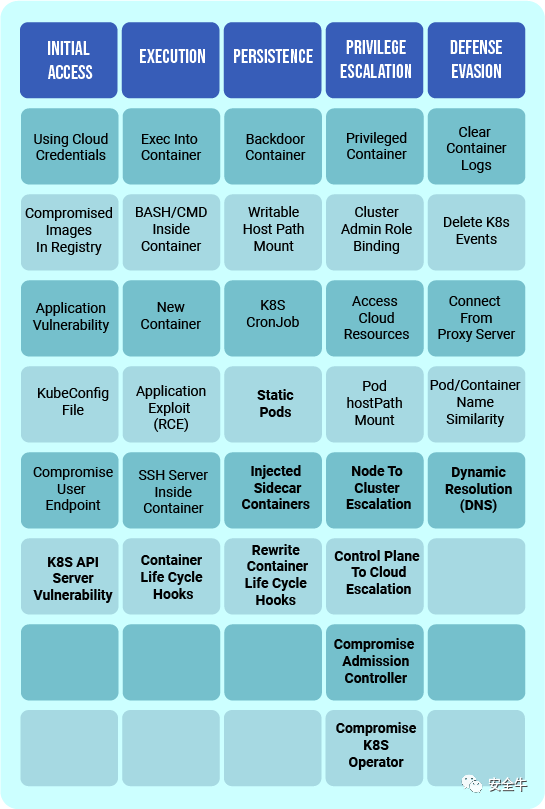 INITIAL
ACCESS
EXECUTION
PERSISTENCE
PRIVILEGE
ESCALATION
DEFENSE
EVASION
Using Cloud
Credentials
Exec Into
Container
Backdoor
Container
Privileged
Container
Clear
Container
Logs
Compromised
Images
In Registry
BASH/CMD
Inside
Container
Writable
Host Path
Mount
Cluster
Admin Role
Binding
Delete K8s
Events
Application
Vulnerability
New
Container
K8S
CronJob
Access
Cloud
Resources
Connect
From
Proxy Server
KubeConfig
File
Application
Exploit
(RCE)
Static
Pods
Pod
hostPath
Mount
Pod/Container
Name
Similarity
Compromise
User
Endpoint
SSH Server
Inside
Container
Injected
Sidecar
Containers
Node To
Cluster
Escalation
Dynamic
Resolution
(DNS)
K8S API
Server
Vulnerability
Container
Life Cycle
Hooks
Rewrite
Container
Life Cycle
Hooks
Control Plane
To Cloud
Escalation
Compromise
Admission
Controller
Compromise
K8S
Operator
安全牛